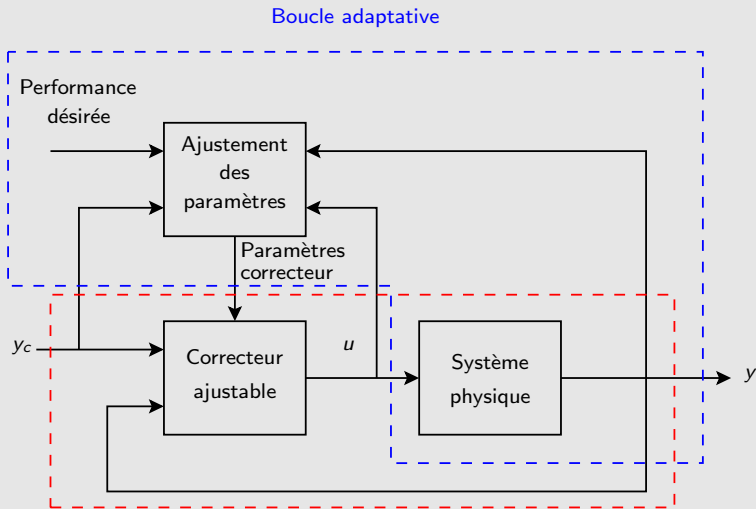 Boucle adaptative
Performance
désirée
Ajustement
des
paramètres
Paramètres
correcteur
y_c
Correcteur
ajustable
u
Système
physique
y